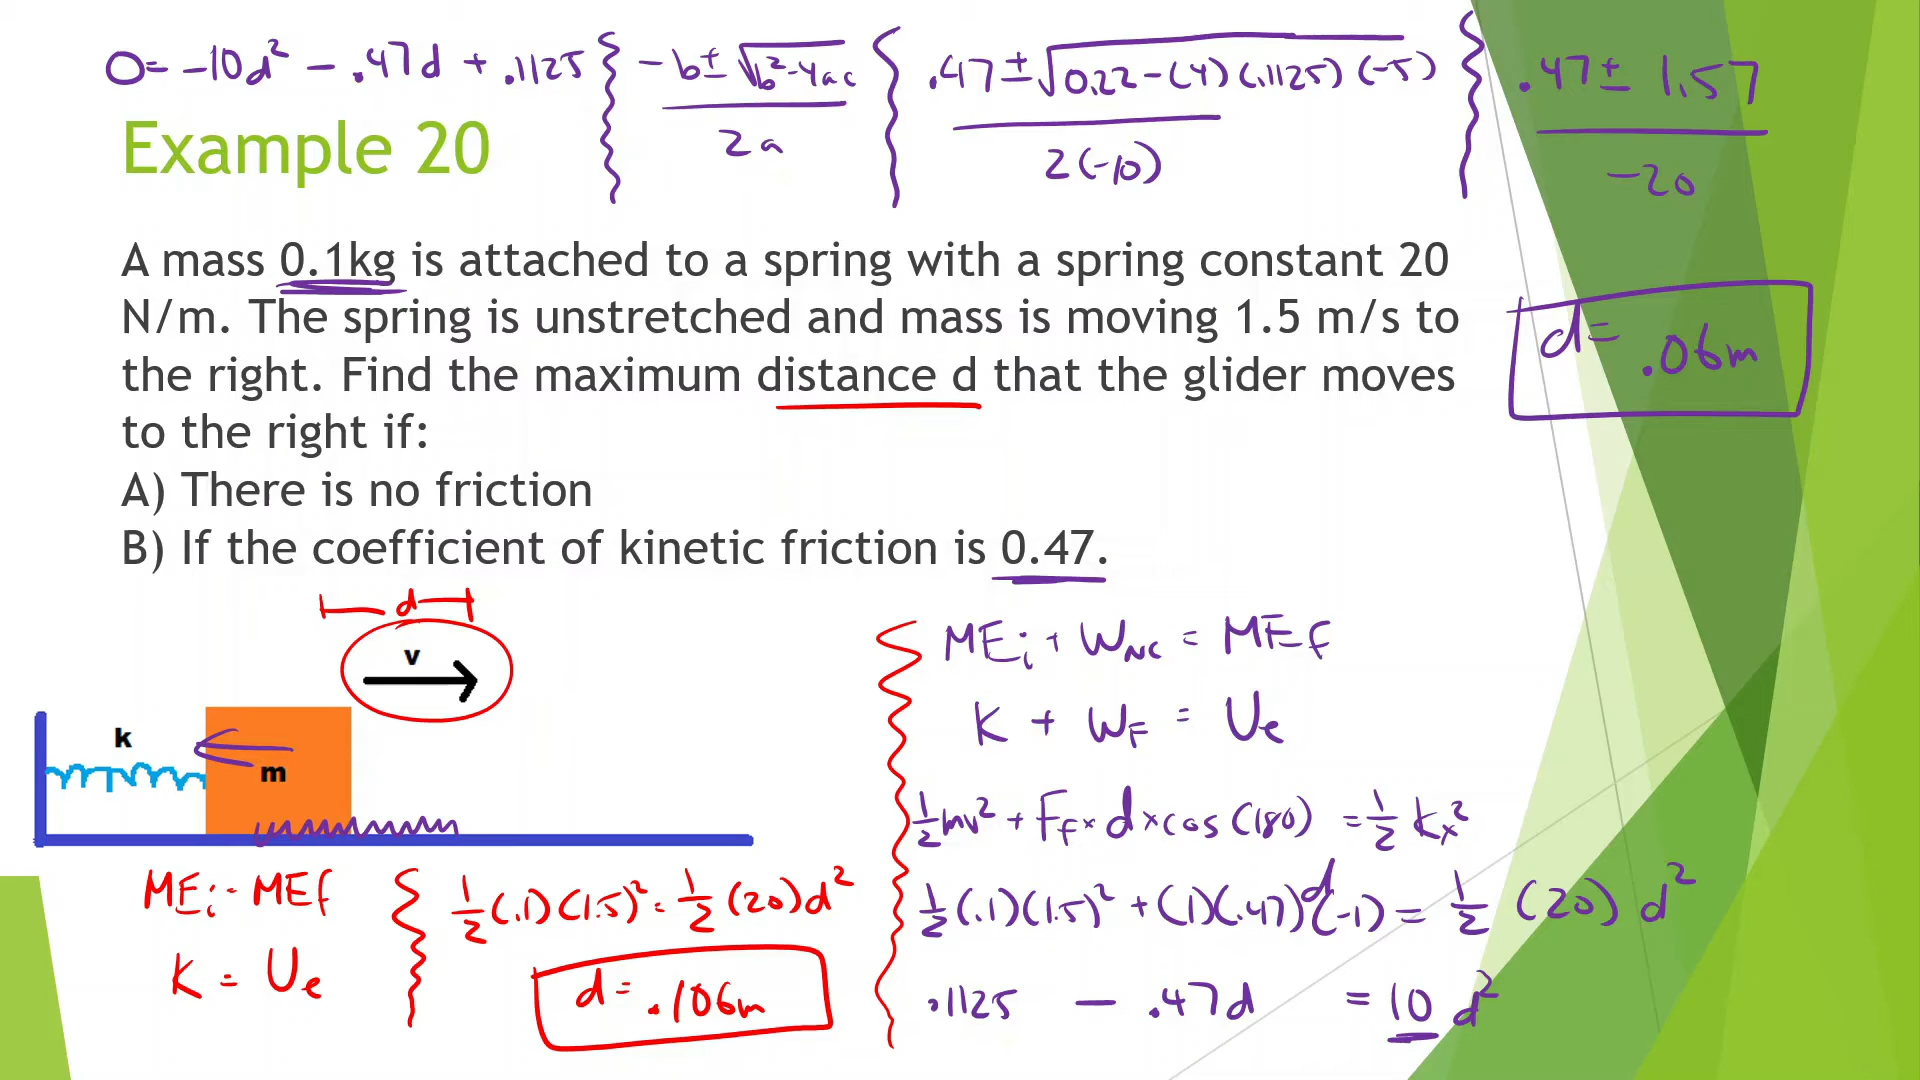 0 = -10d² - .47d + .1125
-b ± √b²-4ac
2a
.47 ± √0.22 - (4)(.1125)(-5)
2(-10)
.47 ± 1.57
-20
d = .06m
Example 20
A mass 0.1kg is attached to a spring with a spring constant 20
N/m. The spring is unstretched and mass is moving 1.5 m/s to
the right. Find the maximum distance d that the glider moves
to the right if:
A) There is no friction
B) If the coefficient of kinetic friction is 0.47.
d
v
k
m
MEi = MEf
K = Ue
½(.1)(1.5)² = ½(20)d²
d = .106m
MEi + WNC = MEf
K + WF = Ue
½mv² + Ff × d × cos(180) = ½kx²
½(.1)(1.5)² + (1)(.47)d(-1) = ½(20)d²
.1125 - .47d = 10d²